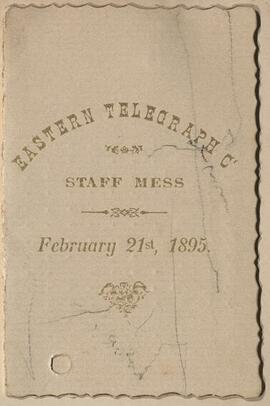 EASTERN TELEGRAPH Co
STAFF MESS
February 21st, 1895.